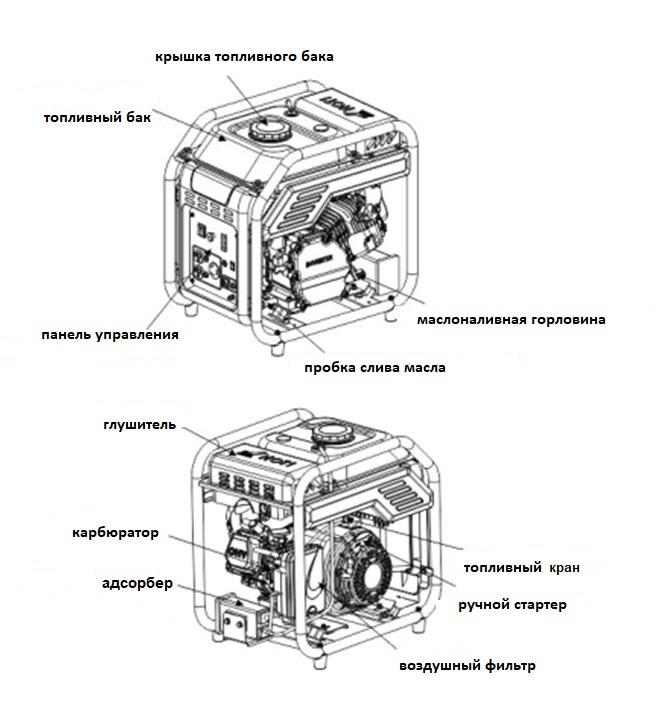 крышка топливного бака
топливный бак
панель управления
маслоналивная горловина
пробка слива масла
глушитель
карбюратор
адсорбер
топливный кран
ручной стартер
воздушный фильтр